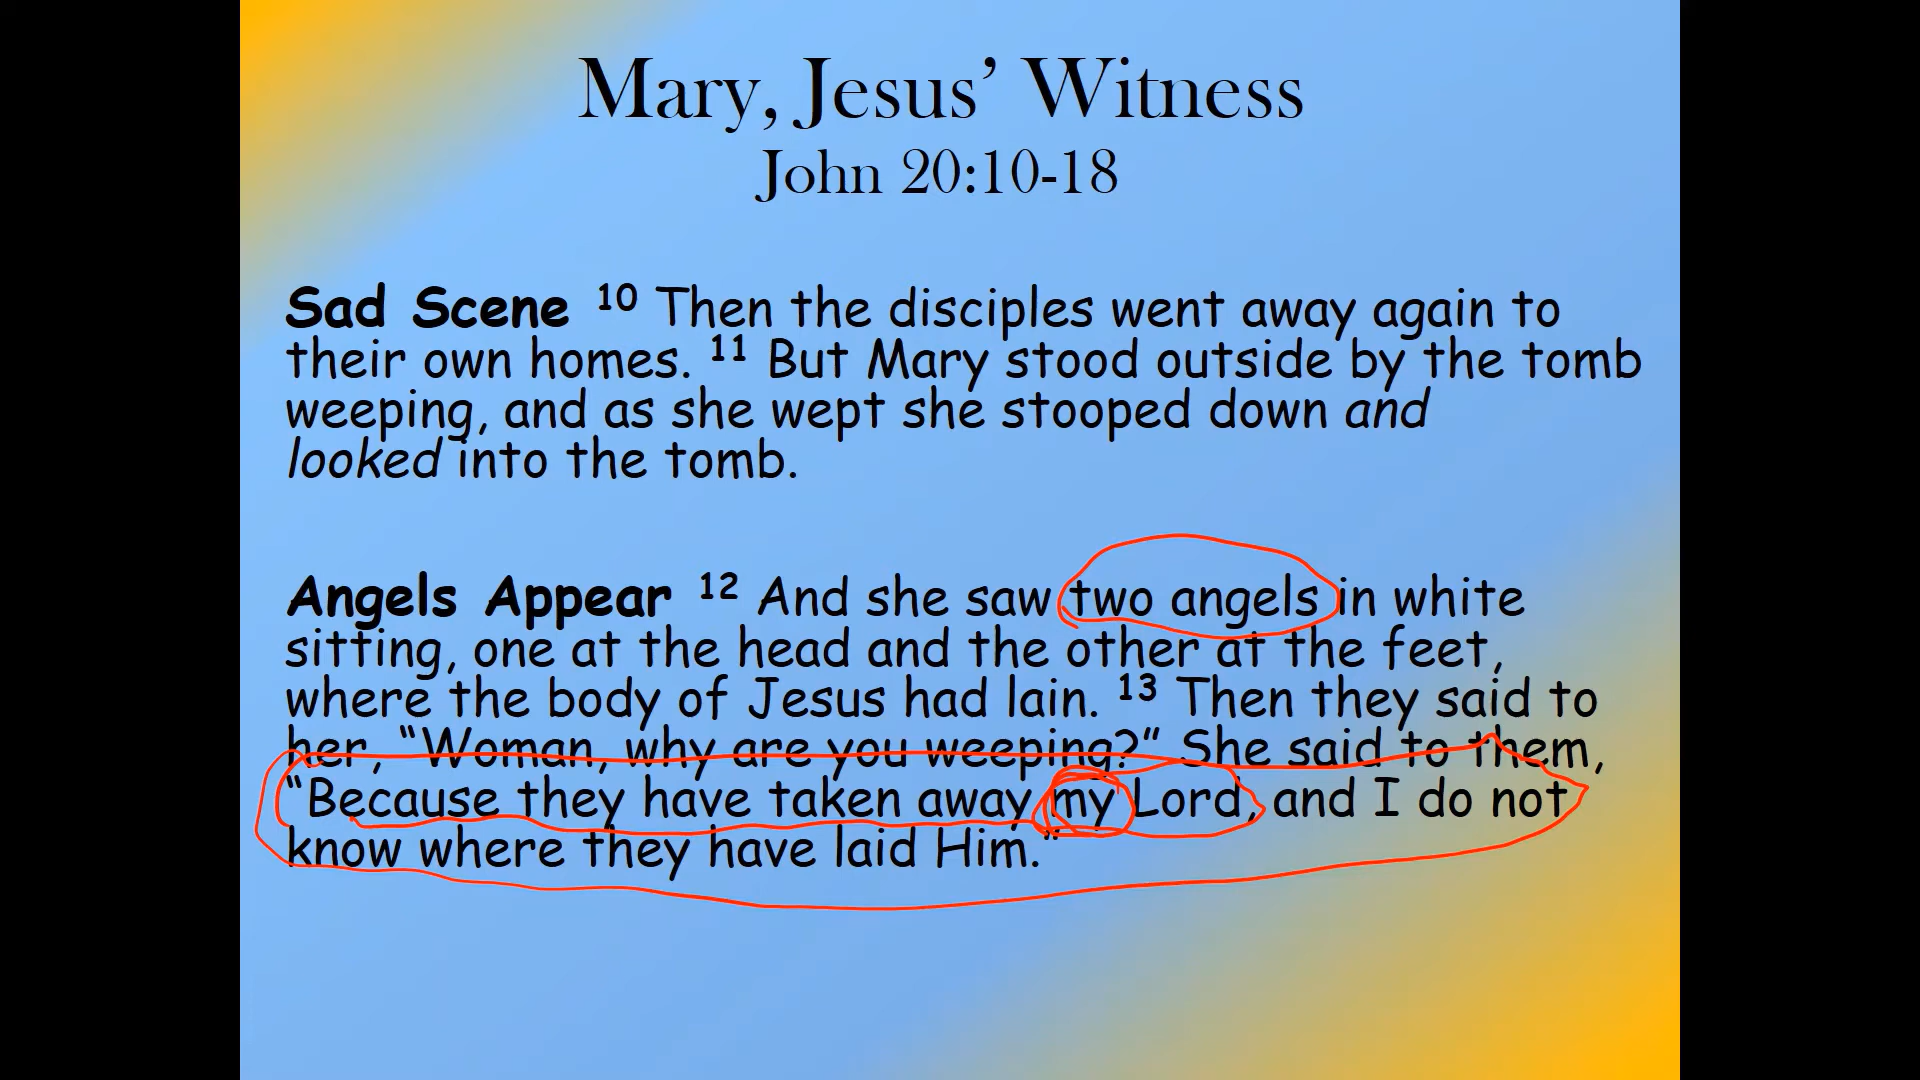 Mary, Jesus’ Witness
John 20:10-18
Sad Scene 10 Then the disciples went away again to
their own homes. 11 But Mary stood outside by the tomb
weeping, and as she wept she stooped down and
looked into the tomb.
Angels Appear 12 And she saw two angels in white
sitting, one at the head and the other at the feet,
where the body of Jesus had lain. 13 Then they said to
her, “Woman, why are you weeping?” She said to them,
“Because they have taken away my Lord, and I do not
know where they have laid Him.”